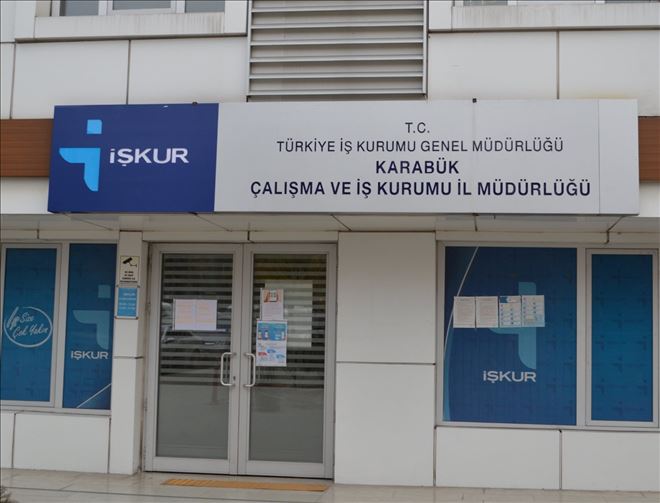 İŞKUR
T.C.
TÜRKİYE İŞ KURUMU GENEL MÜDÜRLÜĞÜ
KARABÜK
ÇALIŞMA VE İŞ KURUMU İL MÜDÜRLÜĞÜ
İş Size
Çok Yakın
İŞKUR
İŞKUR